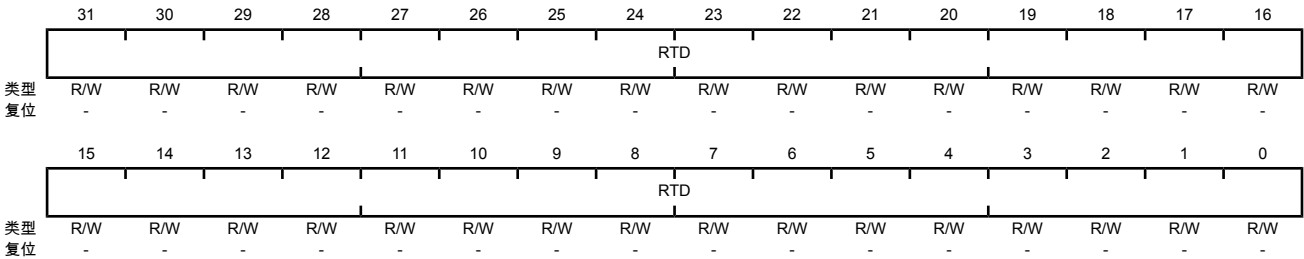 31 30 29 28 27 26 25 24 23 22 21 20 19 18 17 16
RTD
类型 R/W R/W R/W R/W R/W R/W R/W R/W R/W R/W R/W R/W R/W R/W R/W R/W
复位 - - - - - - - - - - - - - - - -
15 14 13 12 11 10 9 8 7 6 5 4 3 2 1 0
RTD
类型 R/W R/W R/W R/W R/W R/W R/W R/W R/W R/W R/W R/W R/W R/W R/W R/W
复位 - - - - - - - - - - - - - - - -